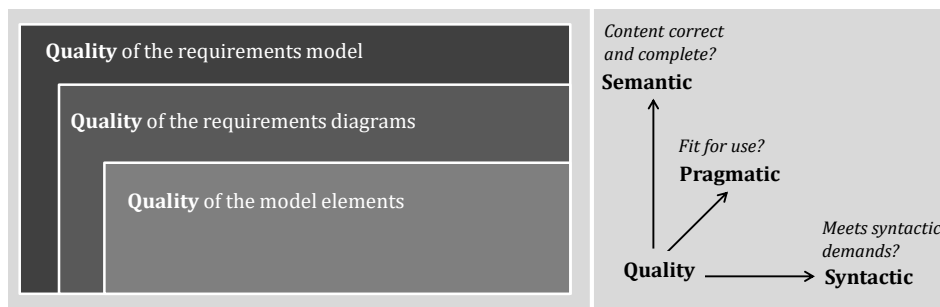 Quality of the requirements model
Quality of the requirements diagrams
Quality of the model elements
Content correct
and complete?
Semantic
Fit for use?
Pragmatic
Meets syntactic
demands?
Quality
Syntactic